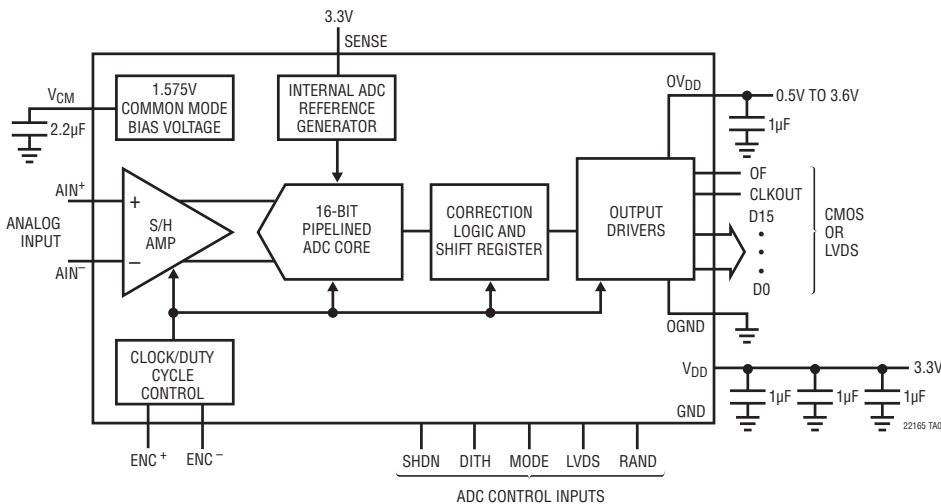 3.3V
SENSE
VCM
1.575V
COMMON MODE
BIAS VOLTAGE
INTERNAL ADC
REFERENCE
GENERATOR
OVDD
0.5V TO 3.6V
2.2µF
1µF
AIN+
ANALOG
INPUT
AIN−
+
−
S/H
AMP
16-BIT
PIPELINED
ADC CORE
CORRECTION
LOGIC AND
SHIFT REGISTER
OUTPUT
DRIVERS
OF
CLKOUT
D15
•
•
•
D0
CMOS
OR
LVDS
OGND
CLOCK/DUTY
CYCLE
CONTROL
VDD
3.3V
1µF
1µF
1µF
GND
22165 TA0
ENC+
ENC−
SHDN
DITH
MODE
LVDS
RAND
ADC CONTROL INPUTS